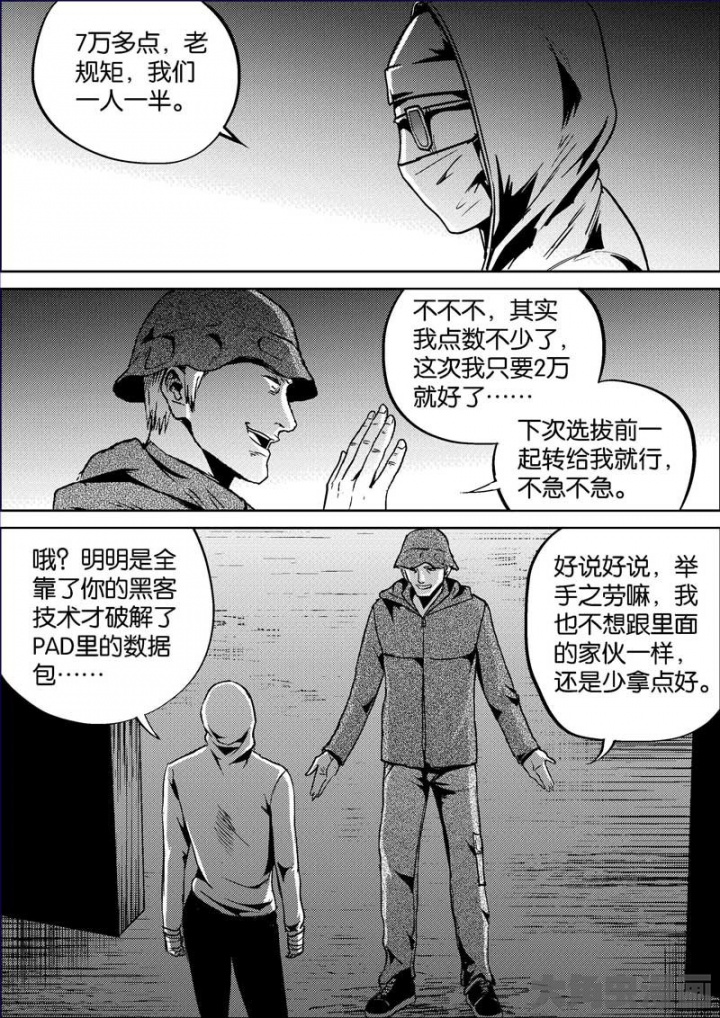 7万多点，老
规矩，我们
一人一半。
不不不，其实
我点数不少了，
这次我只要2万
就好了……
下次选拔前一
起转给我就行，
不急不急。
哦？明明是全
靠了你的黑客
技术才破解了
PAD里的数据
包……
好说好说，举
手之劳嘛，我
也不想跟里面
的家伙一样，
还是少拿点好。
大角虫漫画